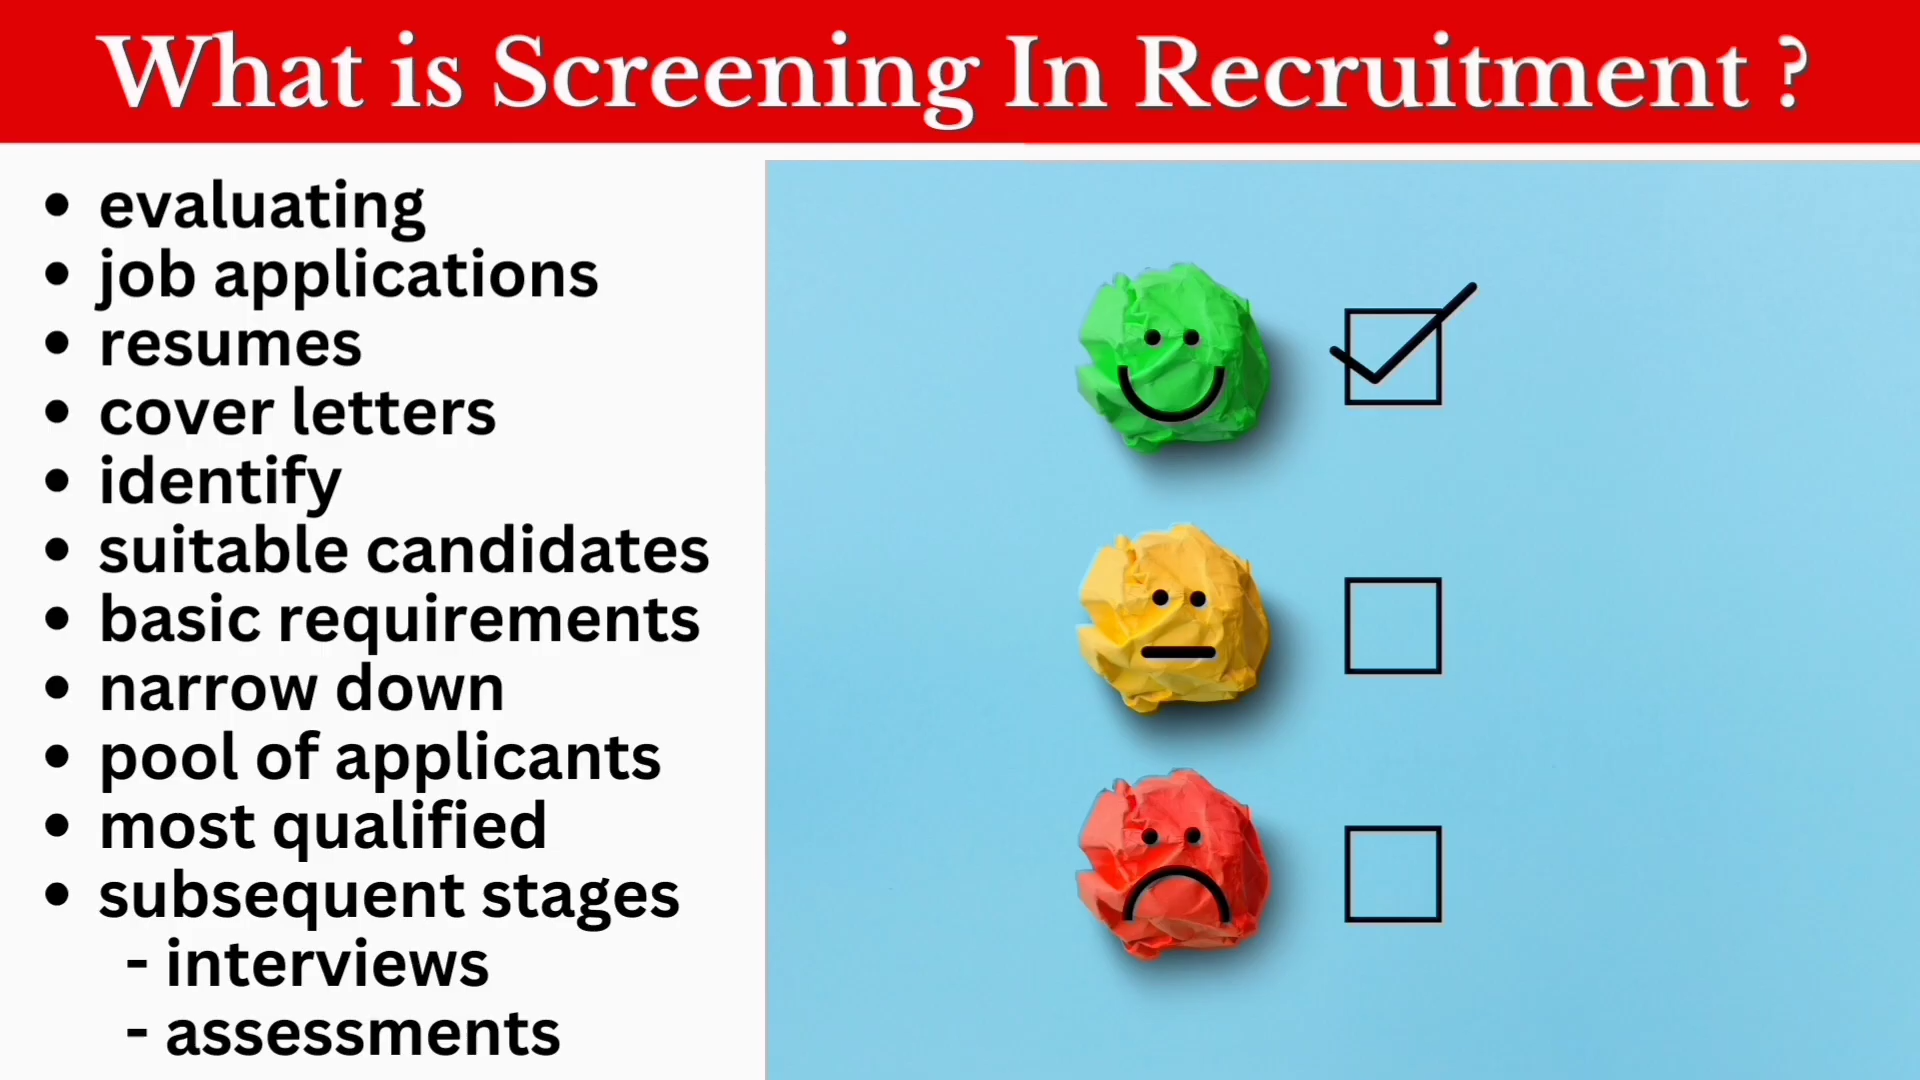 What is Screening In Recruitment ?
• evaluating
• job applications
• resumes
• cover letters
• identify
• suitable candidates
• basic requirements
• narrow down
• pool of applicants
• most qualified
• subsequent stages
- interviews
- assessments